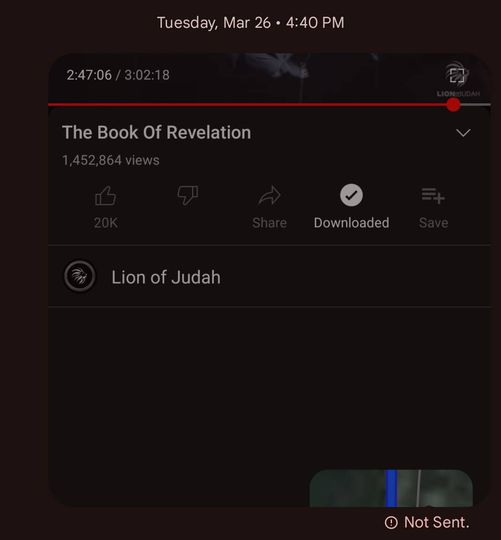 Tuesday, Mar 26 • 4:40 PM
2:47:06 / 3:02:18
LION OF JUDAH
The Book Of Revelation
1,452,864 views
20K
Share
Downloaded
Save
Lion of Judah
Not Sent.